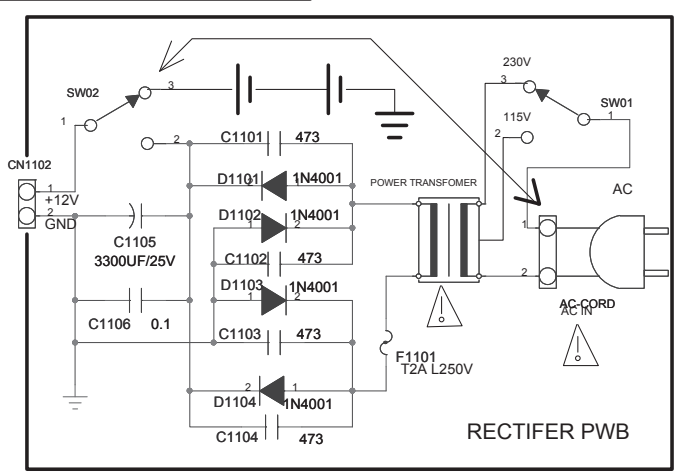 230V
3
SW02
3
SW01
1
1
115V
2
2
C1101 473
CN1102
D1101 1N4001
POWER TRANSFOMER
AC
1
+12V
2
GND
D1102 1N4001
1 2
1
C1105
3300UF/25V
C1102 473
D1103 1N4001
1 2
2
AC-CORD
AC IN
C1106 0.1
C1103 473
F1101
T2A L250V
2 1
D1104 1N4001
C1104 473
RECTIFER PWB